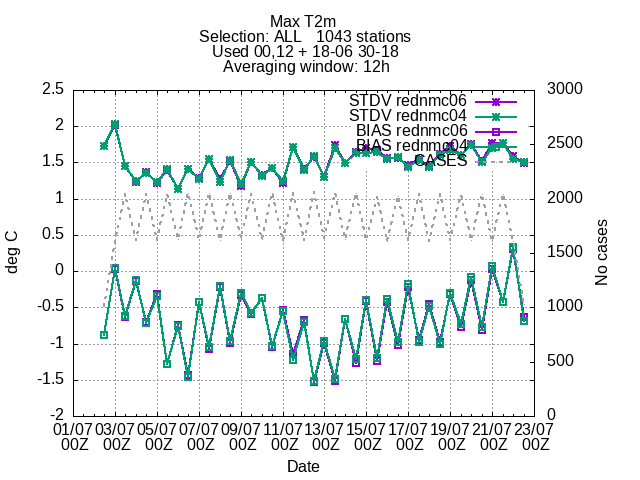 Max T2m
Selection: ALL 1043 stations
Used 00,12 + 18-06 30-18
Averaging window: 12h
2.5
2
1.5
1
0.5
0
-0.5
-1
-1.5
-2
deg C
3000
2500
2000
1500
1000
500
0
No cases
STDV rednmc06
STDV rednmc04
BIAS rednmc06
BIAS rednmc04
CASES
01/07 03/07 05/07 07/07 09/07 11/07 13/07 15/07 17/07 19/07 21/07 23/07
00Z 00Z 00Z 00Z 00Z 00Z 00Z 00Z 00Z 00Z 00Z 00Z
Date